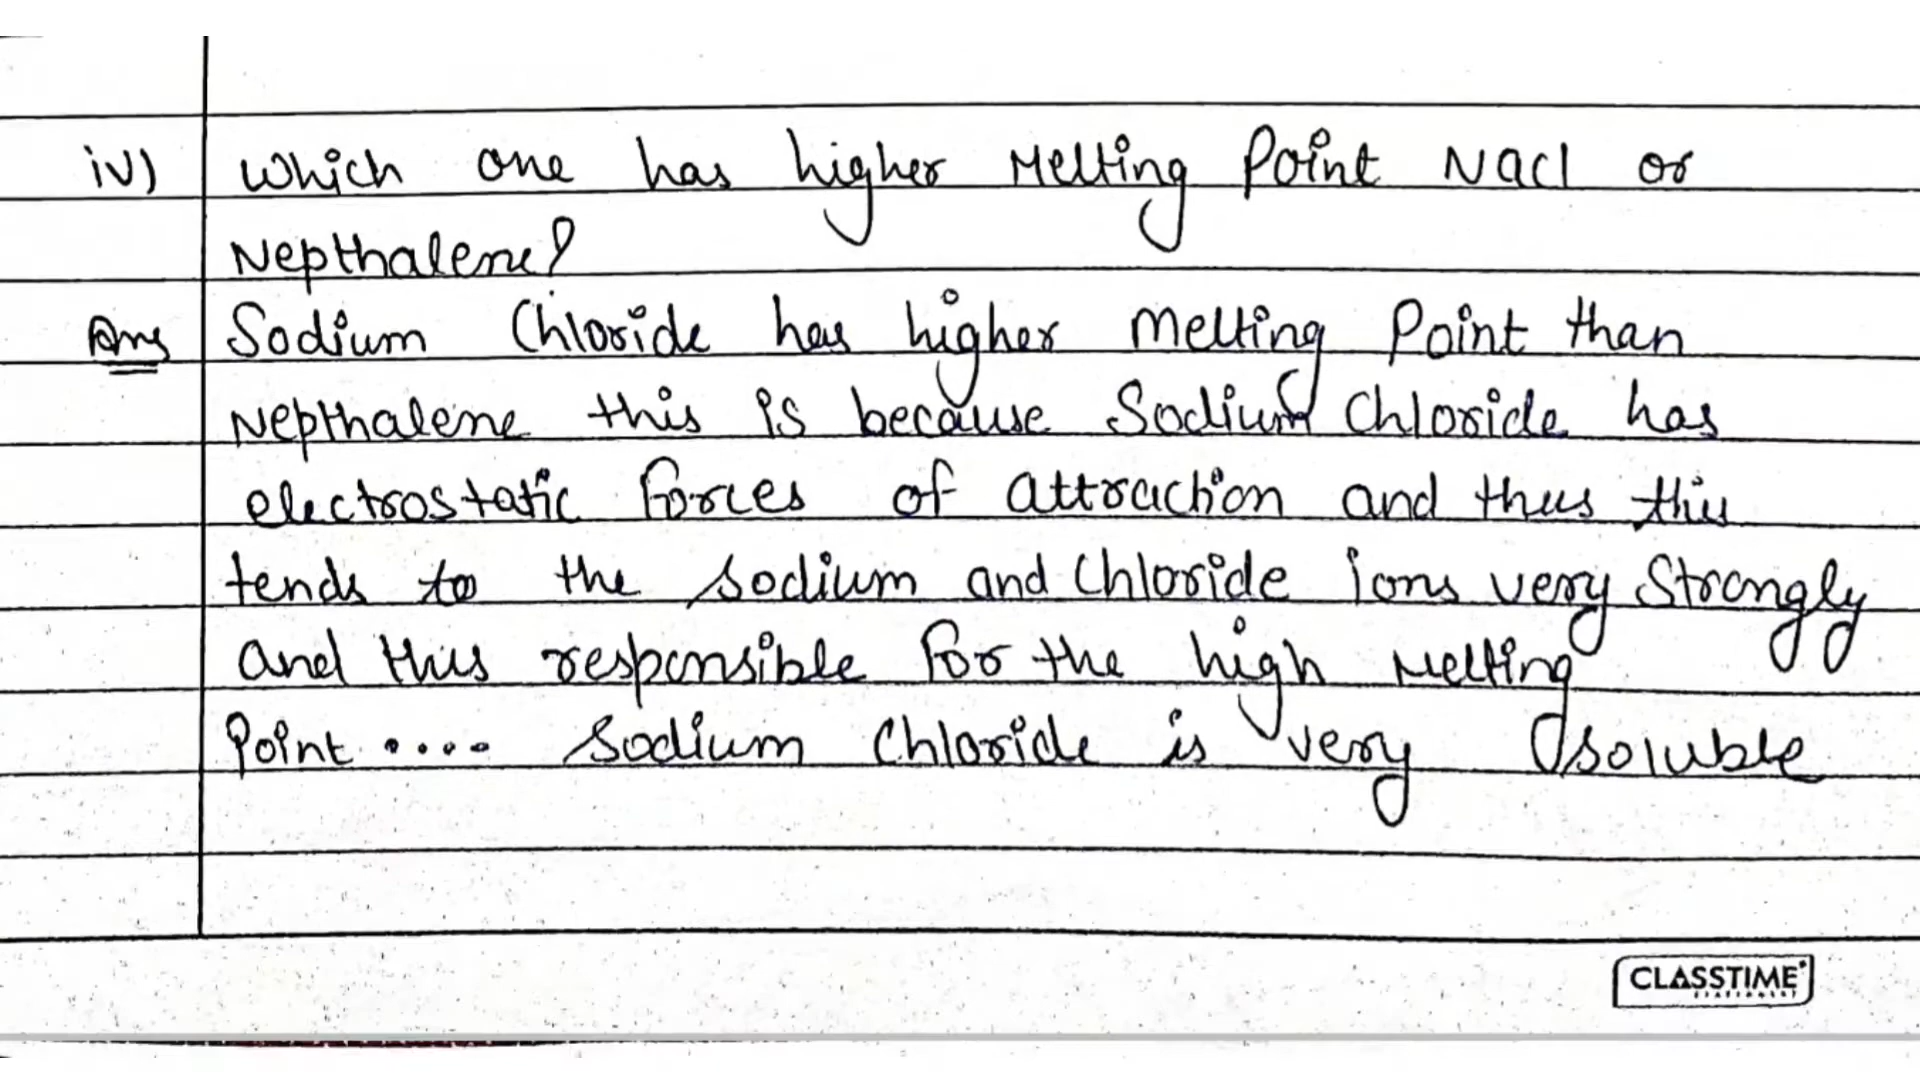 iv) Which one has higher Melting Point Nacl or
Nepthalene?
Ans Sodium Chloride has higher melting Point than
Nepthalene this is because Sodium Chloride has
electrostatic forces of attraction and thus this
tends to the sodium and Chloride ions very Strongly
and this responsible for the high melting
Point .... Sodium Chloride is very soluble
CLASSTIME